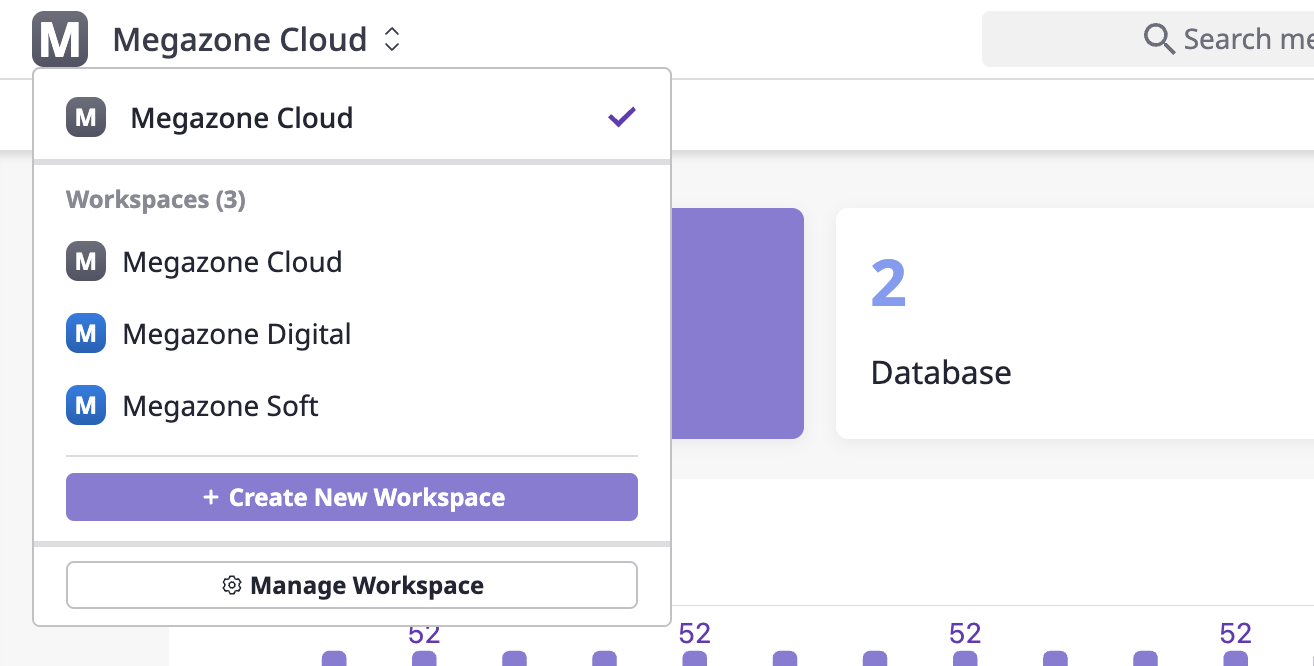 M Megazone Cloud
Search me
M Megazone Cloud
Workspaces (3)
M Megazone Cloud
M Megazone Digital
M Megazone Soft
+ Create New Workspace
Manage Workspace
2
Database
52 52 52 52